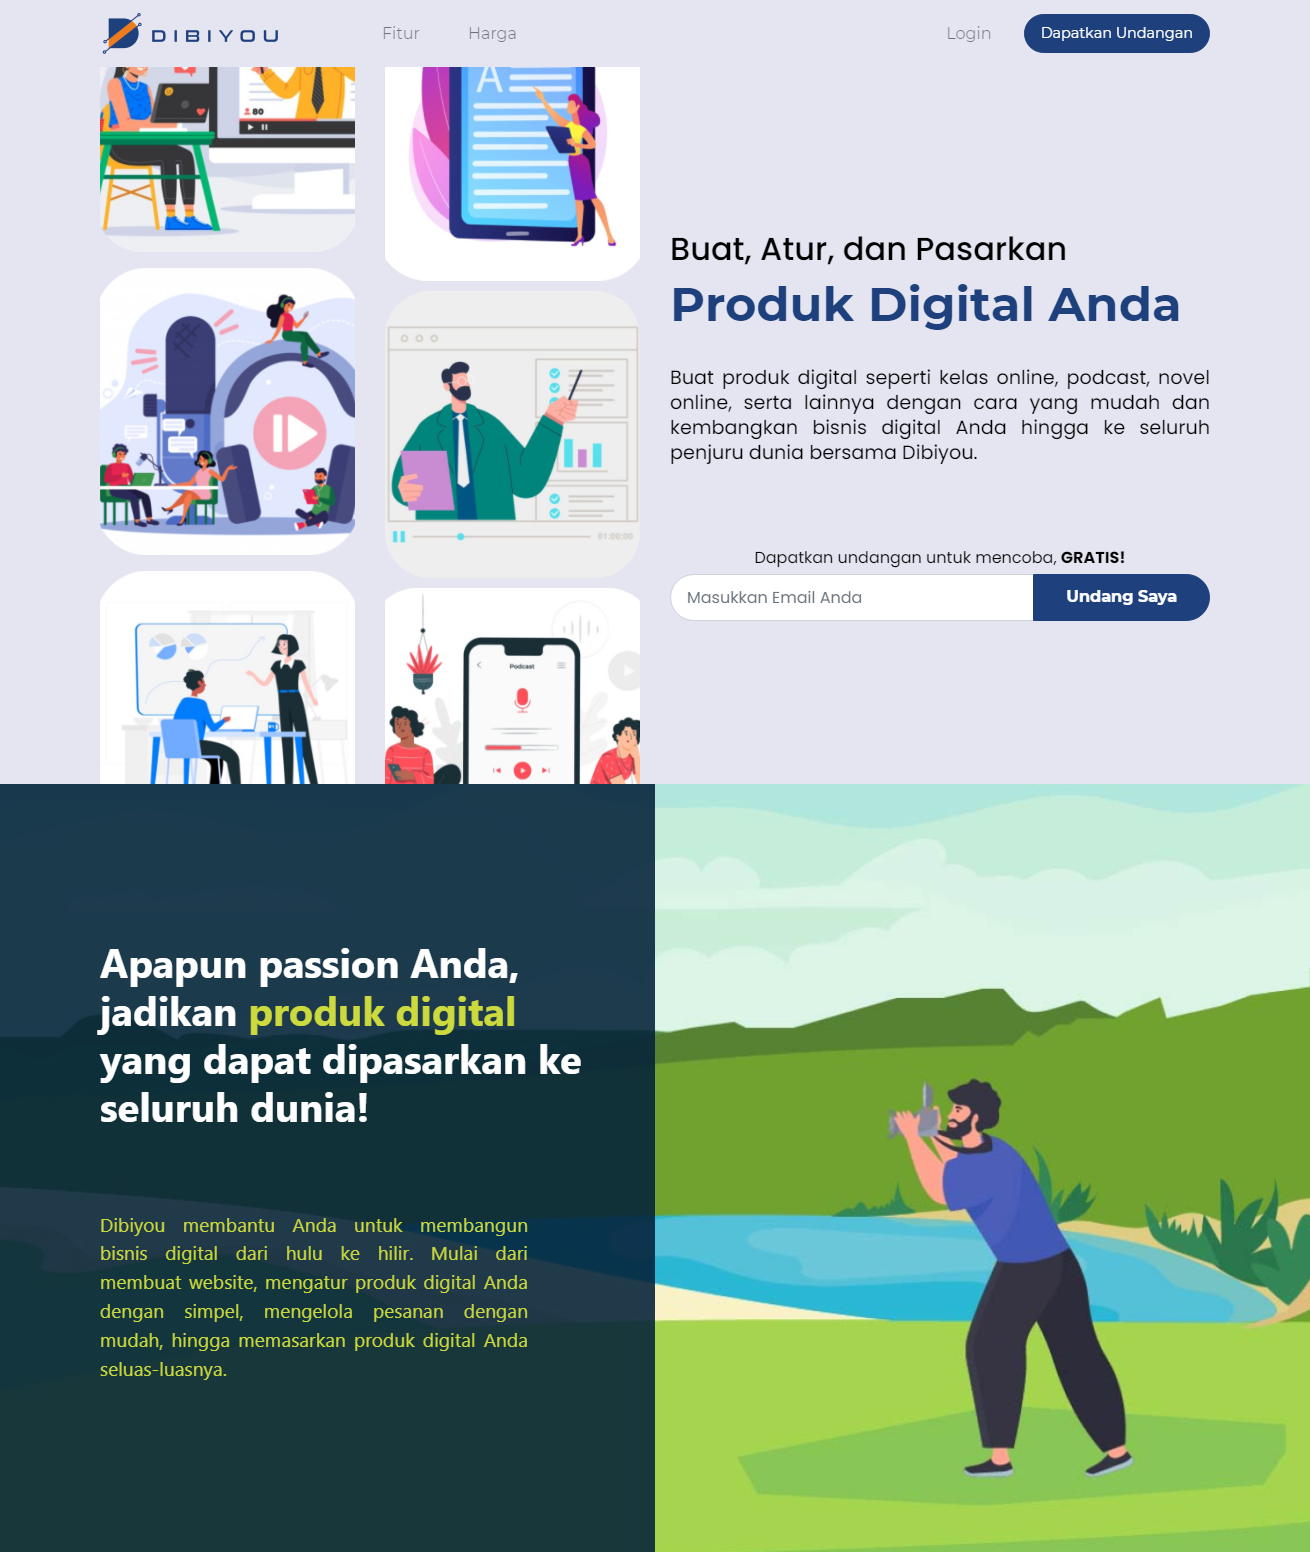 DIBIYOU
Fitur
Harga
Login
Dapatkan Undangan
80
A
01:00:00
Podcast
Buat, Atur, dan Pasarkan
Produk Digital Anda
Buat produk digital seperti kelas online, podcast, novel
online, serta lainnya dengan cara yang mudah dan
kembangkan bisnis digital Anda hingga ke seluruh
penjuru dunia bersama Dibiyou.
Dapatkan undangan untuk mencoba, GRATIS!
Masukkan Email Anda
Undang Saya
Apapun passion Anda,
jadikan produk digital
yang dapat dipasarkan ke
seluruh dunia!
Dibiyou membantu Anda untuk membangun
bisnis digital dari hulu ke hilir. Mulai dari
membuat website, mengatur produk digital Anda
dengan simpel, mengelola pesanan dengan
mudah, hingga memasarkan produk digital Anda
seluas-luasnya.